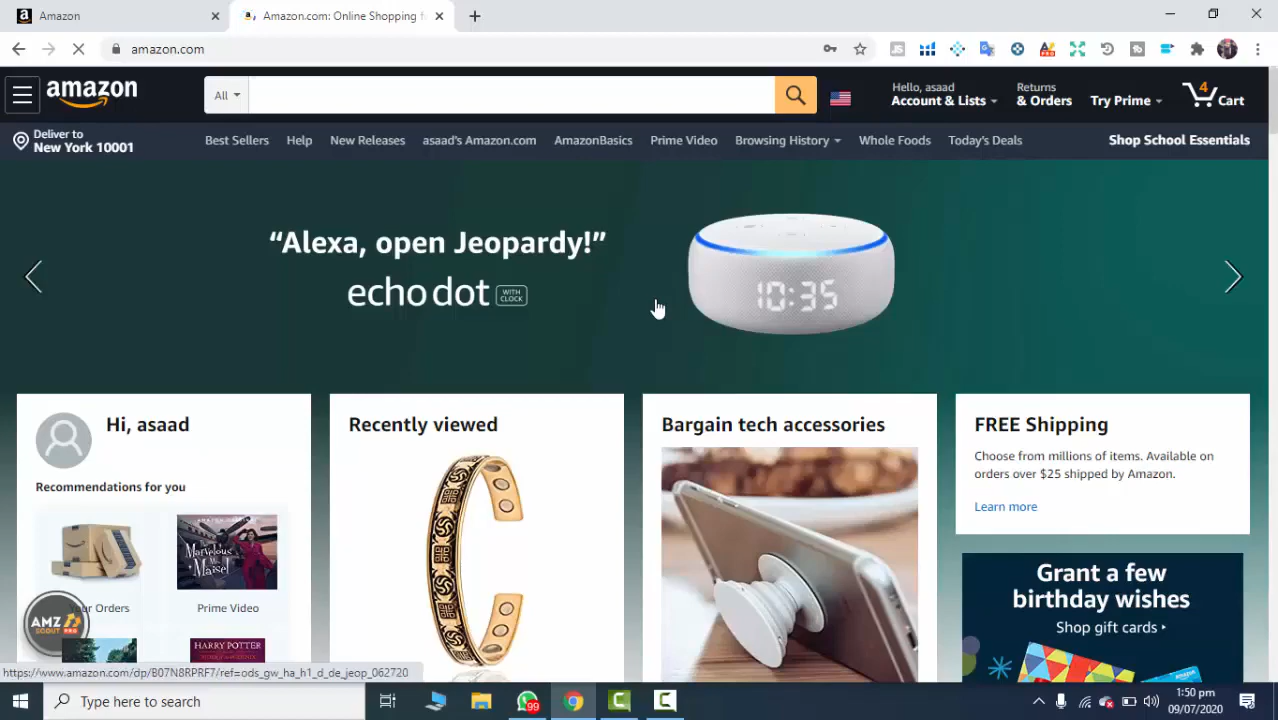 Amazon
Amazon.com: Online Shopping f
amazon.com
amazon
All
Hello, asaad
Account & Lists
Returns
& Orders
Try Prime
4
Cart
Deliver to
New York 10001
Best Sellers
Help
New Releases
asaad's Amazon.com
AmazonBasics
Prime Video
Browsing History
Whole Foods
Today's Deals
Shop School Essentials
“Alexa, open Jeopardy!”
echo dot
WITH
CLOCK
10:35
Hi, asaad
Recommendations for you
Your Orders
MARVELOUS
MRS.
Maisel
Prime Video
HARRY POTTER
AMZ
SCOUT PRO
Recently viewed
Bargain tech accessories
FREE Shipping
Choose from millions of items. Available on
orders over $25 shipped by Amazon.
Learn more
Grant a few
birthday wishes
Shop gift cards
https://www.amazon.com/dp/B07N8RPRF7/ref=ods_gw_ha_h1_d_de_jeop_062720
Type here to search
99
1:50 pm
09/07/2020